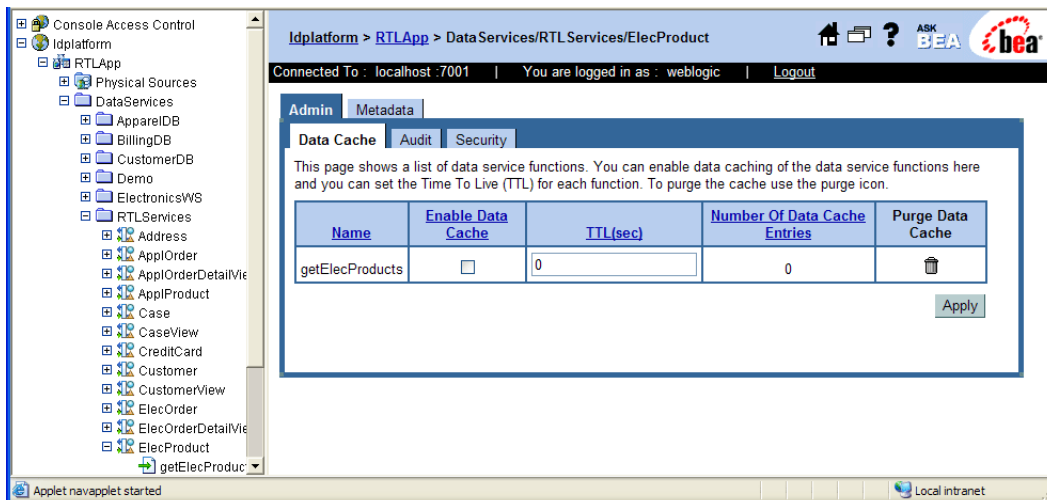 Console Access Control
ldplatform
RTLApp
Physical Sources
DataServices
ApparelDB
BillingDB
CustomerDB
Demo
ElectronicsWS
RTLServices
Address
ApplOrder
ApplOrderDetailVie
ApplProduct
Case
CaseView
CreditCard
Customer
CustomerView
ElecOrder
ElecOrderDetailVie
ElecProduct
getElecProduc
ldplatform > RTLApp > DataServices/RTLServices/ElecProduct
? ASK BEA
bea
Connected To : localhost :7001 | You are logged in as : weblogic | Logout
Admin Metadata
Data Cache Audit Security
This page shows a list of data service functions. You can enable data caching of the data service functions here
and you can set the Time To Live (TTL) for each function. To purge the cache use the purge icon.
Name Enable Data Cache TTL(sec) Number Of Data Cache Entries Purge Data Cache
getElecProducts 0 0
Apply
Applet navapplet started Local intranet